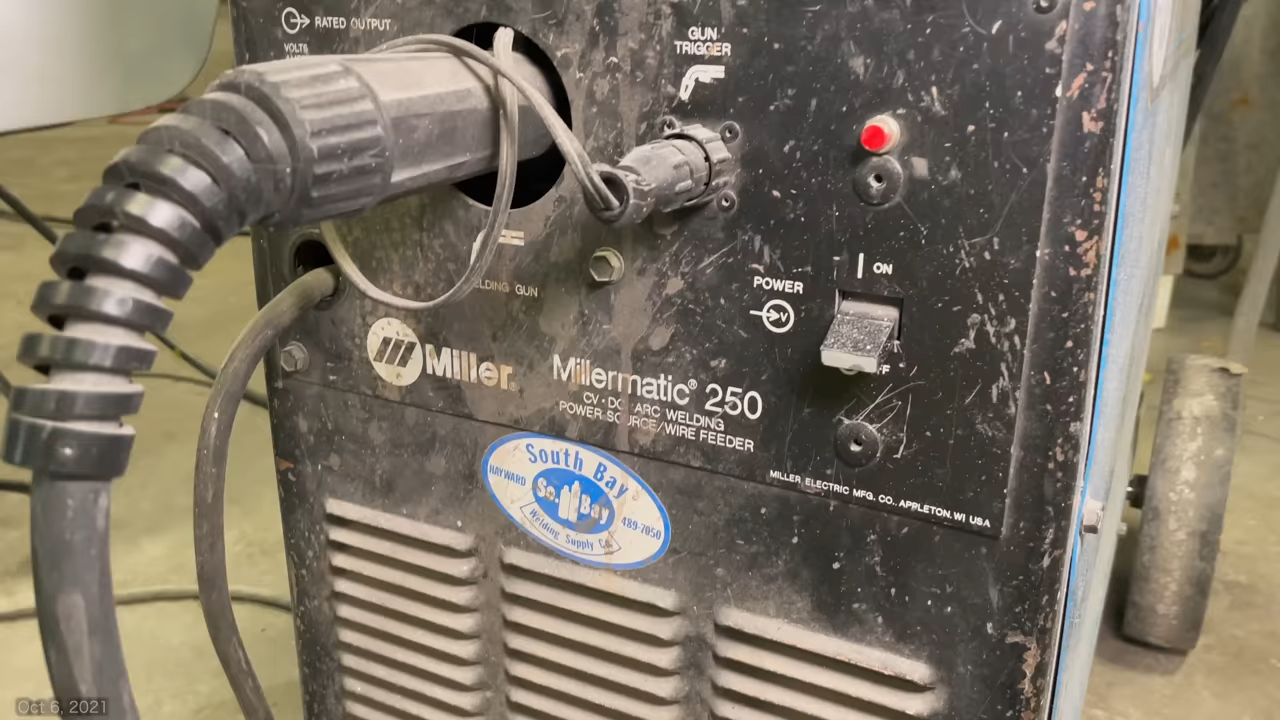 RATED OUTPUT
VOLTS
GUN
TRIGGER
ON
POWER
V
WELDING GUN
Miller®
Millermatic® 250
CV • DC ARC WELDING
POWER SOURCE/WIRE FEEDER
South Bay
HAYWARD
So. Bay
489-7050
Welding Supply Co.
MILLER ELECTRIC MFG. CO., APPLETON, WI USA
Oct 6, 2021